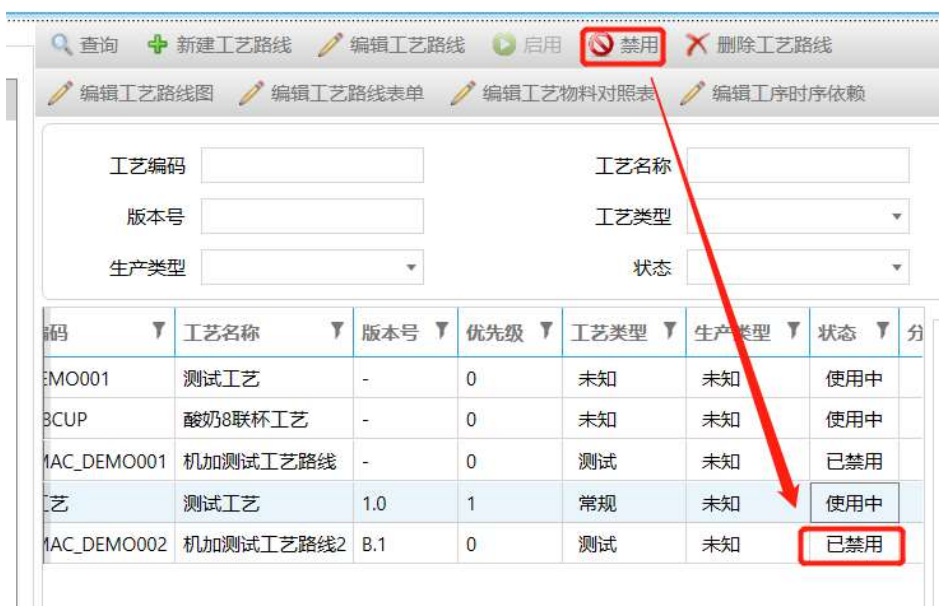 查询 新建工艺路线 编辑工艺路线 启用 禁用 删除工艺路线
编辑工艺路线图 编辑工艺路线表单 编辑工艺物料对照表 编辑工序时序依赖
工艺编码 工艺名称
版本号 工艺类型
生产类型 状态
编码 工艺名称 版本号 优先级 工艺类型 生产类型 状态 分
EMO001 测试工艺 - 0 未知 未知 使用中
8CUP 酸奶8联杯工艺 - 0 未知 未知 使用中
MAC_DEMO001 机加测试工艺路线 - 0 测试 未知 已禁用
工艺 测试工艺 1.0 1 常规 未知 使用中
MAC_DEMO002 机加测试工艺路线2 B.1 0 测试 未知 已禁用